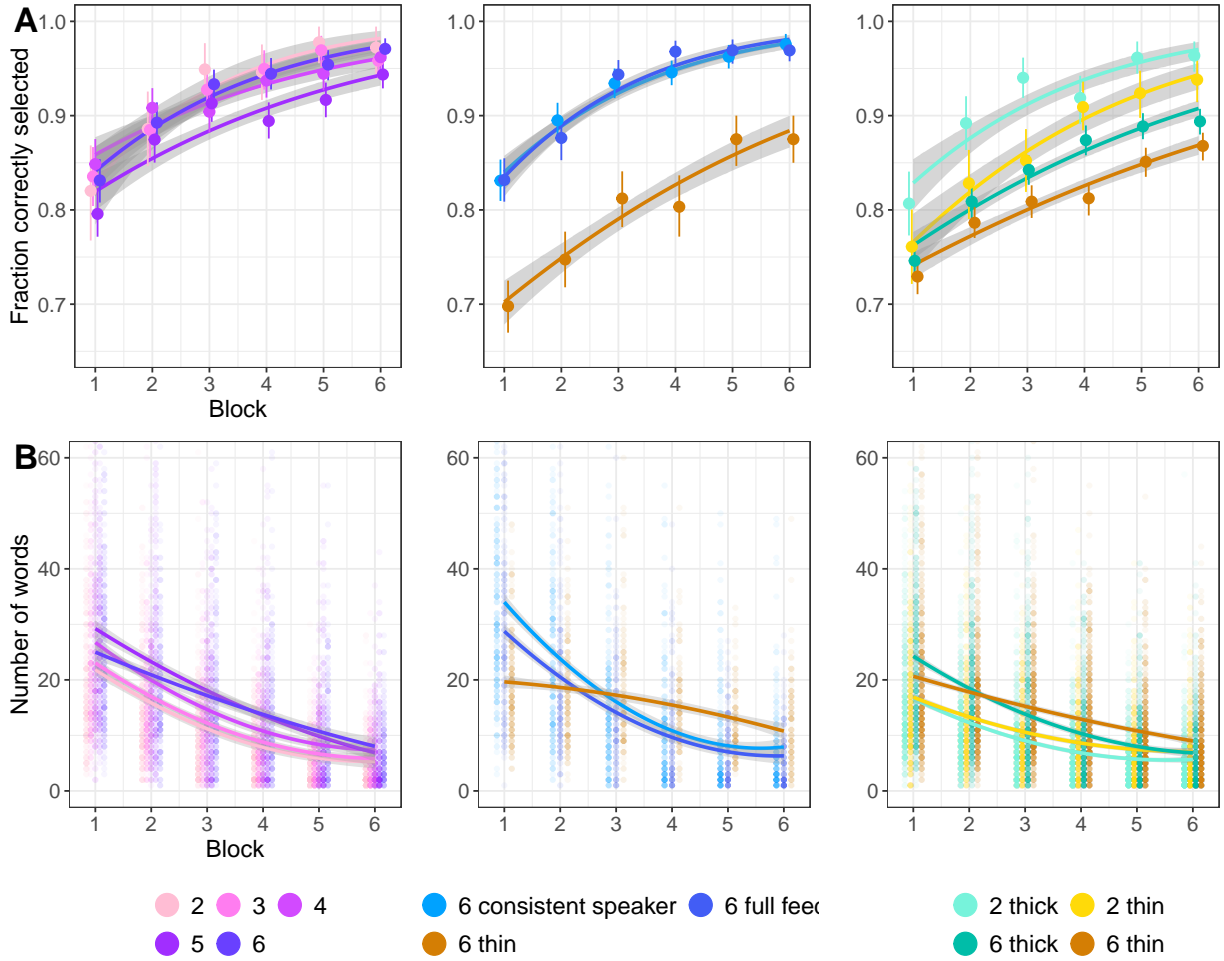 A
Fraction correctly selected
1.0
0.9
0.8
0.7
1 2 3 4 5 6
Block
1.0
0.9
0.8
0.7
1 2 3 4 5 6
1.0
0.9
0.8
0.7
1 2 3 4 5 6
B
Number of words
60
40
20
0
1 2 3 4 5 6
Block
60
40
20
0
1 2 3 4 5 6
60
40
20
0
1 2 3 4 5 6
2 3 4
5 6
6 consistent speaker 6 full feed
6 thin
2 thick 2 thin
6 thick 6 thin